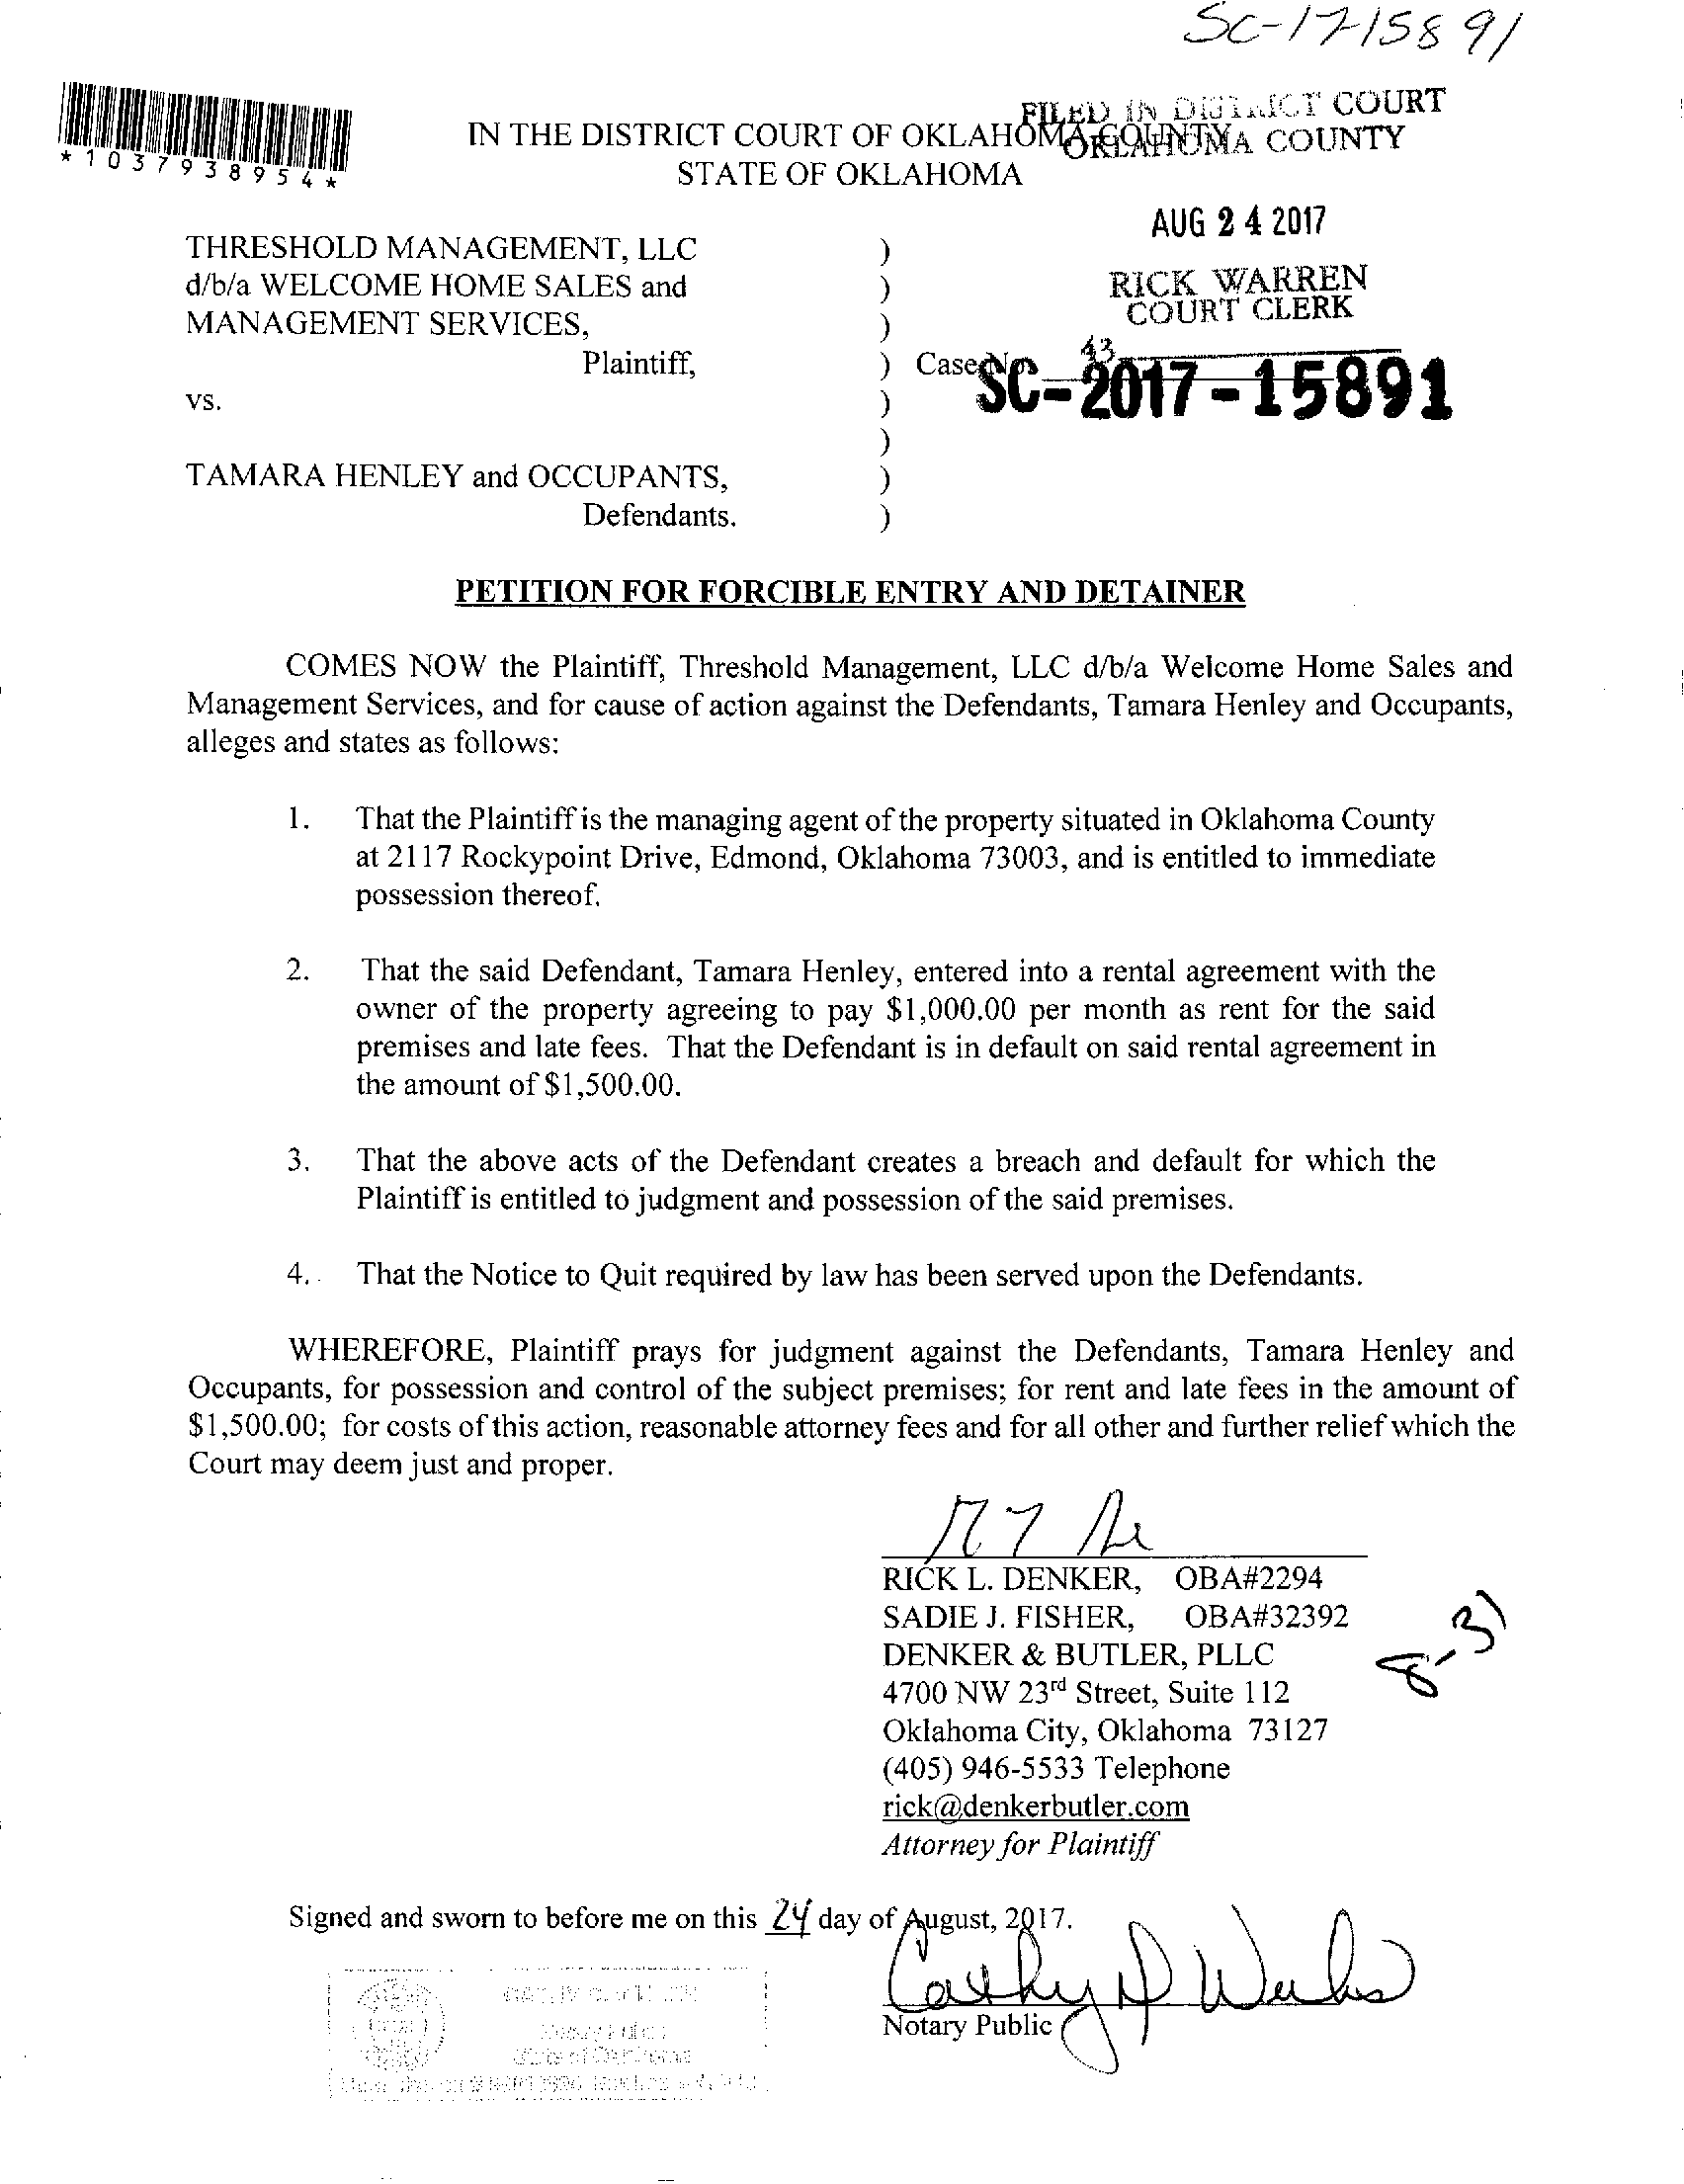 SC-17-15891
*1037938954*
FILED IN DISTRICT COURT
OKLAHOMA COUNTY
IN THE DISTRICT COURT OF OKLAHOMA COUNTY
STATE OF OKLAHOMA
AUG 24 2017
RICK WARREN
COURT CLERK
43
THRESHOLD MANAGEMENT, LLC )
d/b/a WELCOME HOME SALES and )
MANAGEMENT SERVICES, )
Plaintiff, ) Case No. SC-2017-15891
vs. )
)
TAMARA HENLEY and OCCUPANTS, )
Defendants. )
PETITION FOR FORCIBLE ENTRY AND DETAINER
COMES NOW the Plaintiff, Threshold Management, LLC d/b/a Welcome Home Sales and
Management Services, and for cause of action against the Defendants, Tamara Henley and Occupants,
alleges and states as follows:
1. That the Plaintiff is the managing agent of the property situated in Oklahoma County
at 2117 Rockypoint Drive, Edmond, Oklahoma 73003, and is entitled to immediate
possession thereof.
2. That the said Defendant, Tamara Henley, entered into a rental agreement with the
owner of the property agreeing to pay $1,000.00 per month as rent for the said
premises and late fees. That the Defendant is in default on said rental agreement in
the amount of $1,500.00.
3. That the above acts of the Defendant creates a breach and default for which the
Plaintiff is entitled to judgment and possession of the said premises.
4. That the Notice to Quit required by law has been served upon the Defendants.
WHEREFORE, Plaintiff prays for judgment against the Defendants, Tamara Henley and
Occupants, for possession and control of the subject premises; for rent and late fees in the amount of
$1,500.00; for costs of this action, reasonable attorney fees and for all other and further relief which the
Court may deem just and proper.
RICK L. DENKER, OBA#2294
SADIE J. FISHER, OBA#32392
DENKER & BUTLER, PLLC
4700 NW 23rd Street, Suite 112
Oklahoma City, Oklahoma 73127
(405) 946-5533 Telephone
rick@denkerbutler.com
Attorney for Plaintiff
8-31
Signed and sworn to before me on this 24 day of August, 2017.
Notary Public
Notary Public
State of Oklahoma